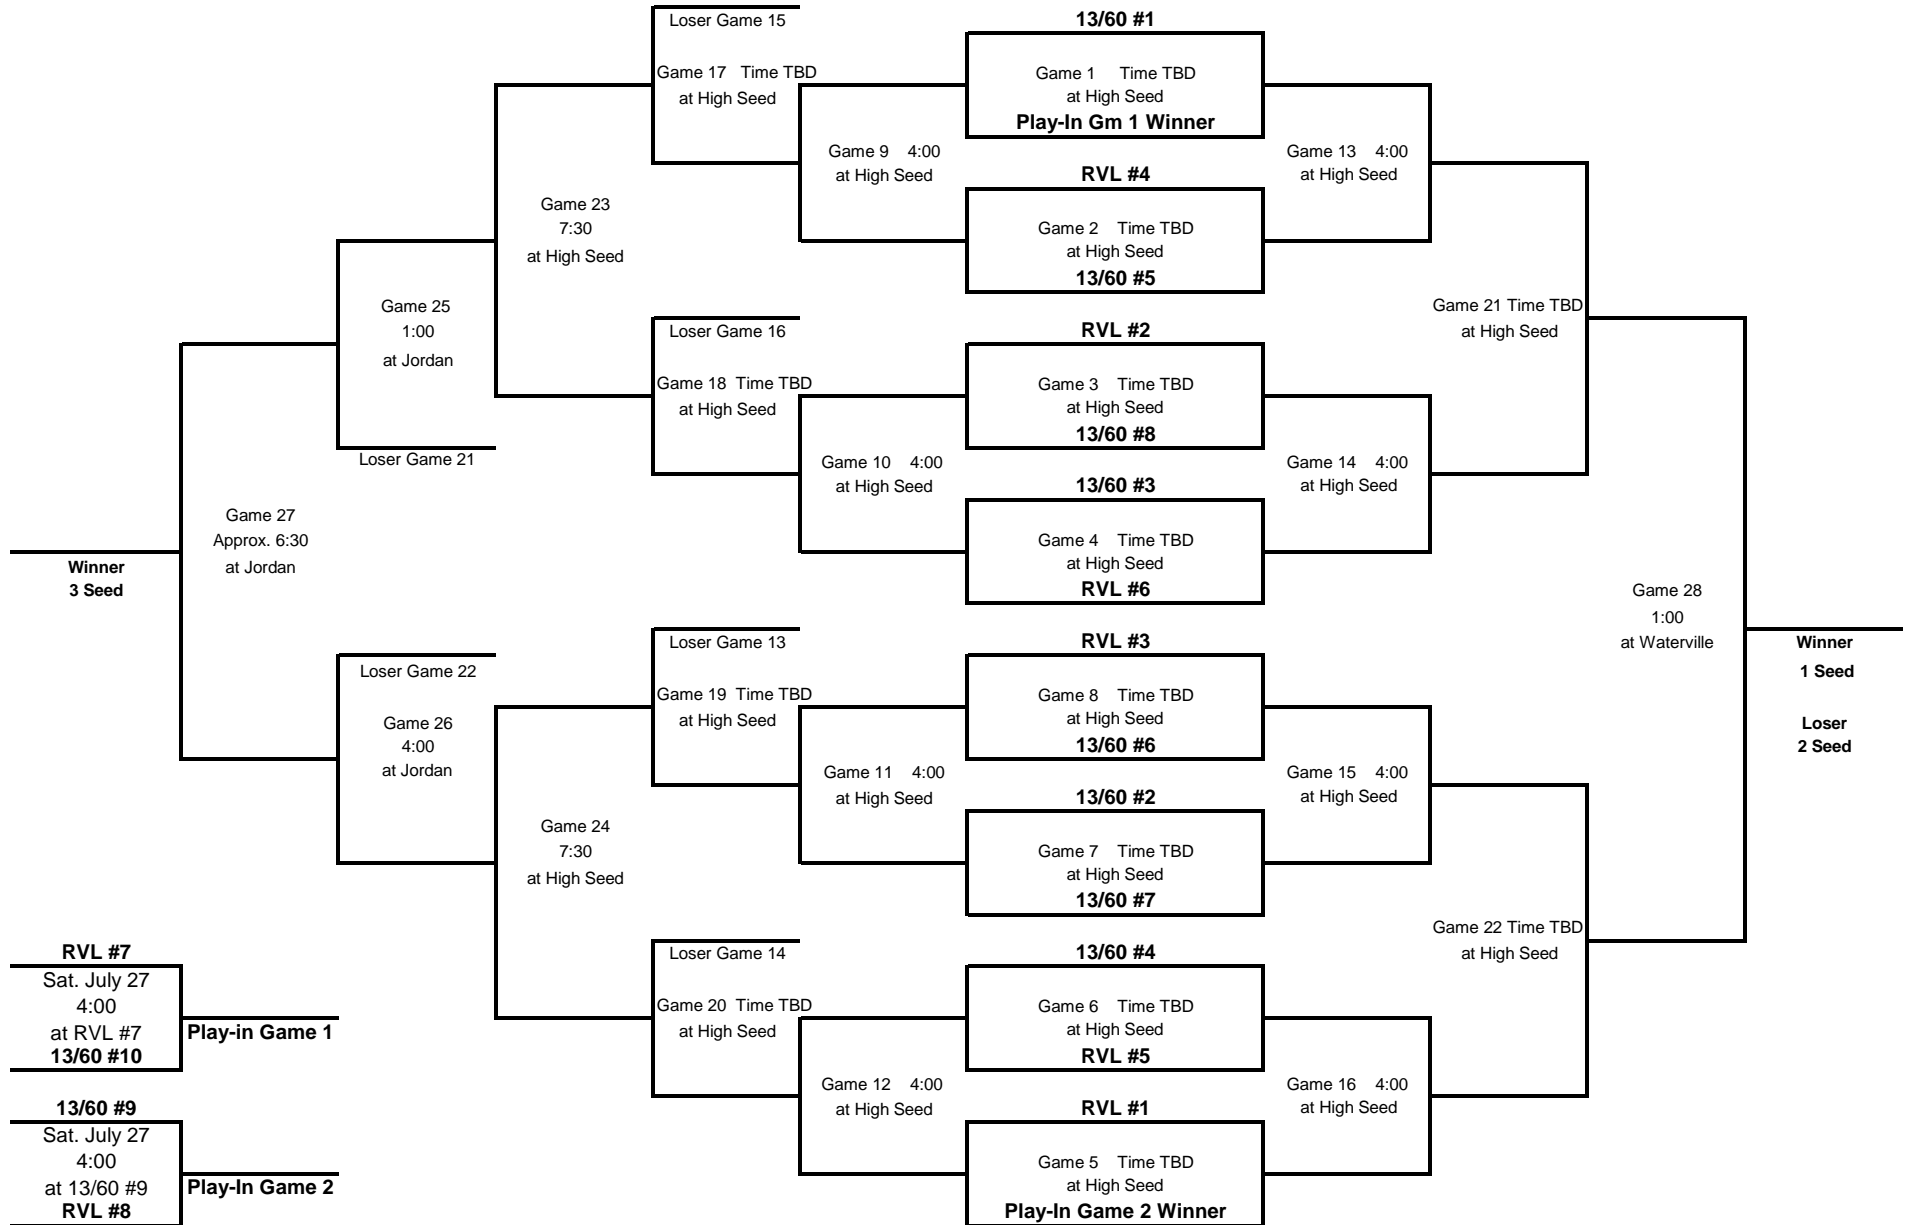 Loser Game 15
13/60 #1
Game 17 Time TBD
at High Seed
Game 1 Time TBD
at High Seed
Play-In Gm 1 Winner
Game 9 4:00
at High Seed
Game 13 4:00
at High Seed
RVL #4
Game 23
7:30
at High Seed
Game 2 Time TBD
at High Seed
13/60 #5
Game 25
1:00
at Jordan
Game 21 Time TBD
at High Seed
Loser Game 16
RVL #2
Game 18 Time TBD
at High Seed
Game 3 Time TBD
at High Seed
13/60 #8
Loser Game 21
Game 10 4:00
at High Seed
Game 14 4:00
at High Seed
13/60 #3
Game 27
Approx. 6:30
at Jordan
Game 4 Time TBD
at High Seed
RVL #6
Winner
3 Seed
Game 28
1:00
at Waterville
Winner
1 Seed
Loser
2 Seed
Loser Game 13
RVL #3
Loser Game 22
Game 19 Time TBD
at High Seed
Game 8 Time TBD
at High Seed
13/60 #6
Game 26
4:00
at Jordan
Game 11 4:00
at High Seed
Game 15 4:00
at High Seed
13/60 #2
Game 24
7:30
at High Seed
Game 7 Time TBD
at High Seed
13/60 #7
Game 22 Time TBD
at High Seed
Loser Game 14
13/60 #4
RVL #7
Sat. July 27
4:00
at RVL #7
13/60 #10
Play-in Game 1
Game 20 Time TBD
at High Seed
Game 6 Time TBD
at High Seed
RVL #5
Game 12 4:00
at High Seed
Game 16 4:00
at High Seed
13/60 #9
Sat. July 27
4:00
at 13/60 #9
RVL #8
Play-In Game 2
RVL #1
Game 5 Time TBD
at High Seed
Play-In Game 2 Winner